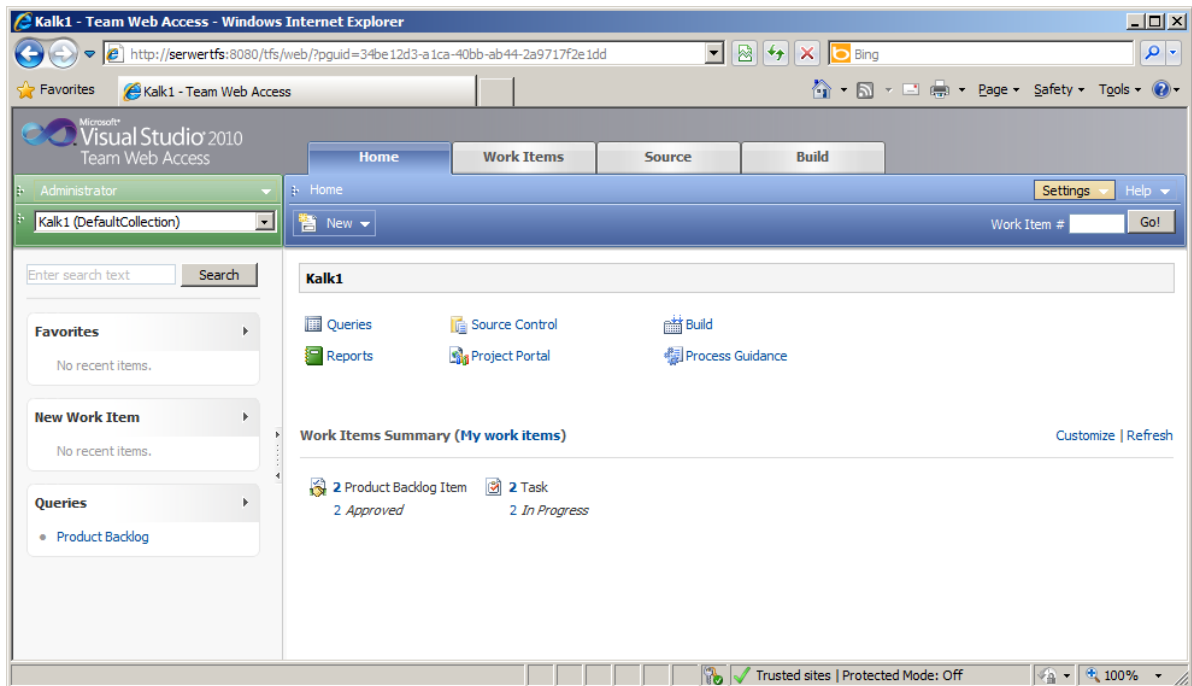 Kalk1 - Team Web Access - Windows Internet Explorer
http://serwertfs:8080/tfs/web/?pguid=34be12d3-a1ca-40bb-ab44-2a9717f2e1dd
Bing
Favorites
Kalk1 - Team Web Access
Page
Safety
Tools
Microsoft
Visual Studio 2010
Team Web Access
Home
Work Items
Source
Build
Administrator
Home
Settings
Help
Kalk1 (DefaultCollection)
New
Work Item #
Go!
Enter search text
Search
Kalk1
Favorites
No recent items.
Queries
Source Control
Build
Reports
Project Portal
Process Guidance
New Work Item
No recent items.
Work Items Summary (My work items)
Customize | Refresh
Queries
Product Backlog
2 Product Backlog Item
2 Task
2 Approved
2 In Progress
Trusted sites | Protected Mode: Off
100%